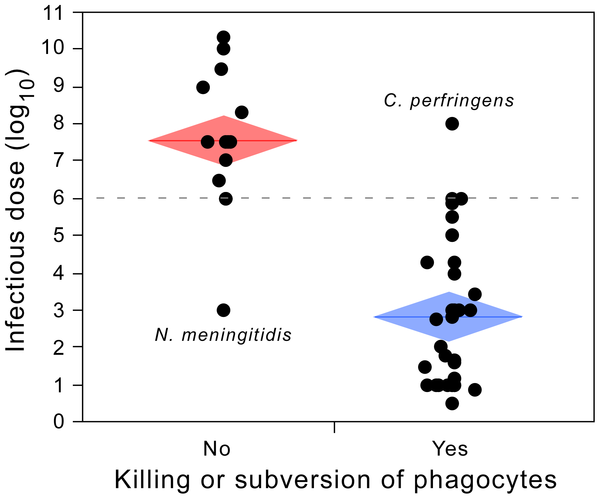 11
10
9
8
7
6
5
4
3
2
1
0
Infectious dose (log10)
C. perfringens
N. meningitidis
No
Yes
Killing or subversion of phagocytes